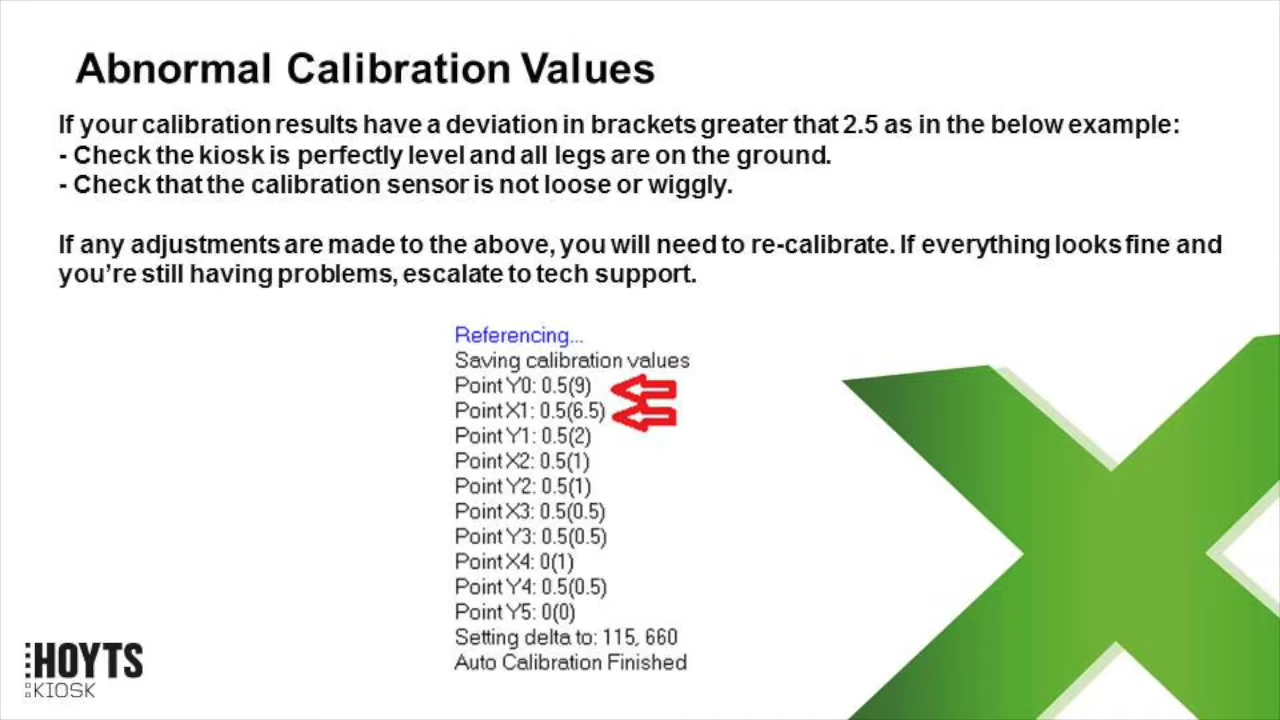 Abnormal Calibration Values
If your calibration results have a deviation in brackets greater that 2.5 as in the below example:
- Check the kiosk is perfectly level and all legs are on the ground.
- Check that the calibration sensor is not loose or wiggly.
If any adjustments are made to the above, you will need to re-calibrate. If everything looks fine and
you're still having problems, escalate to tech support.
Referencing...
Saving calibration values
Point Y0: 0.5(9)
Point X1: 0.5(6.5)
Point Y1: 0.5(2)
Point X2: 0.5(1)
Point Y2: 0.5(1)
Point X3: 0.5(0.5)
Point Y3: 0.5(0.5)
Point X4: 0(1)
Point Y4: 0.5(0.5)
Point Y5: 0(0)
Setting delta to: 115, 660
Auto Calibration Finished
HOYTS
KIOSK